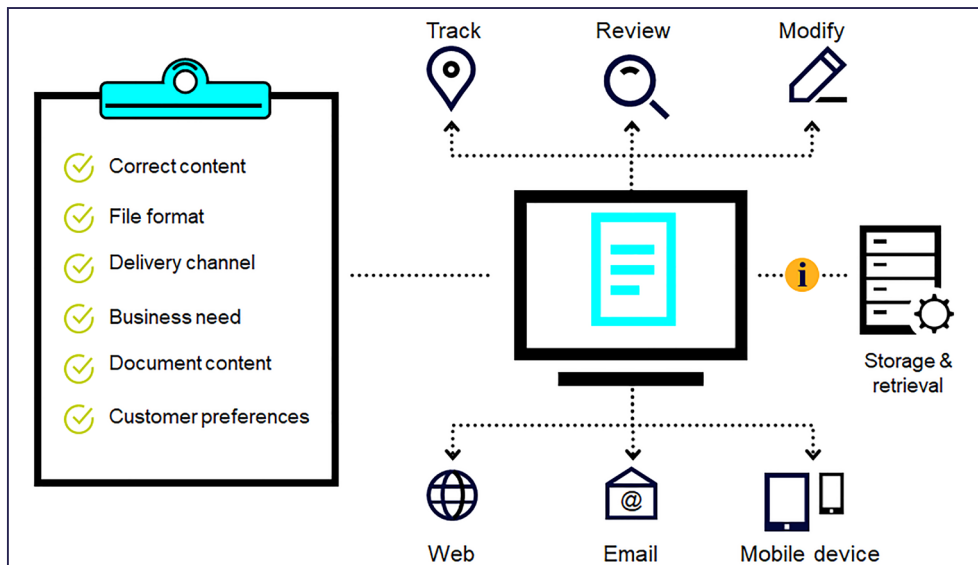 Track
Review
Modify
Correct content
File format
Delivery channel
Business need
Document content
Customer preferences
i
Storage &
retrieval
@
Web
Email
Mobile device